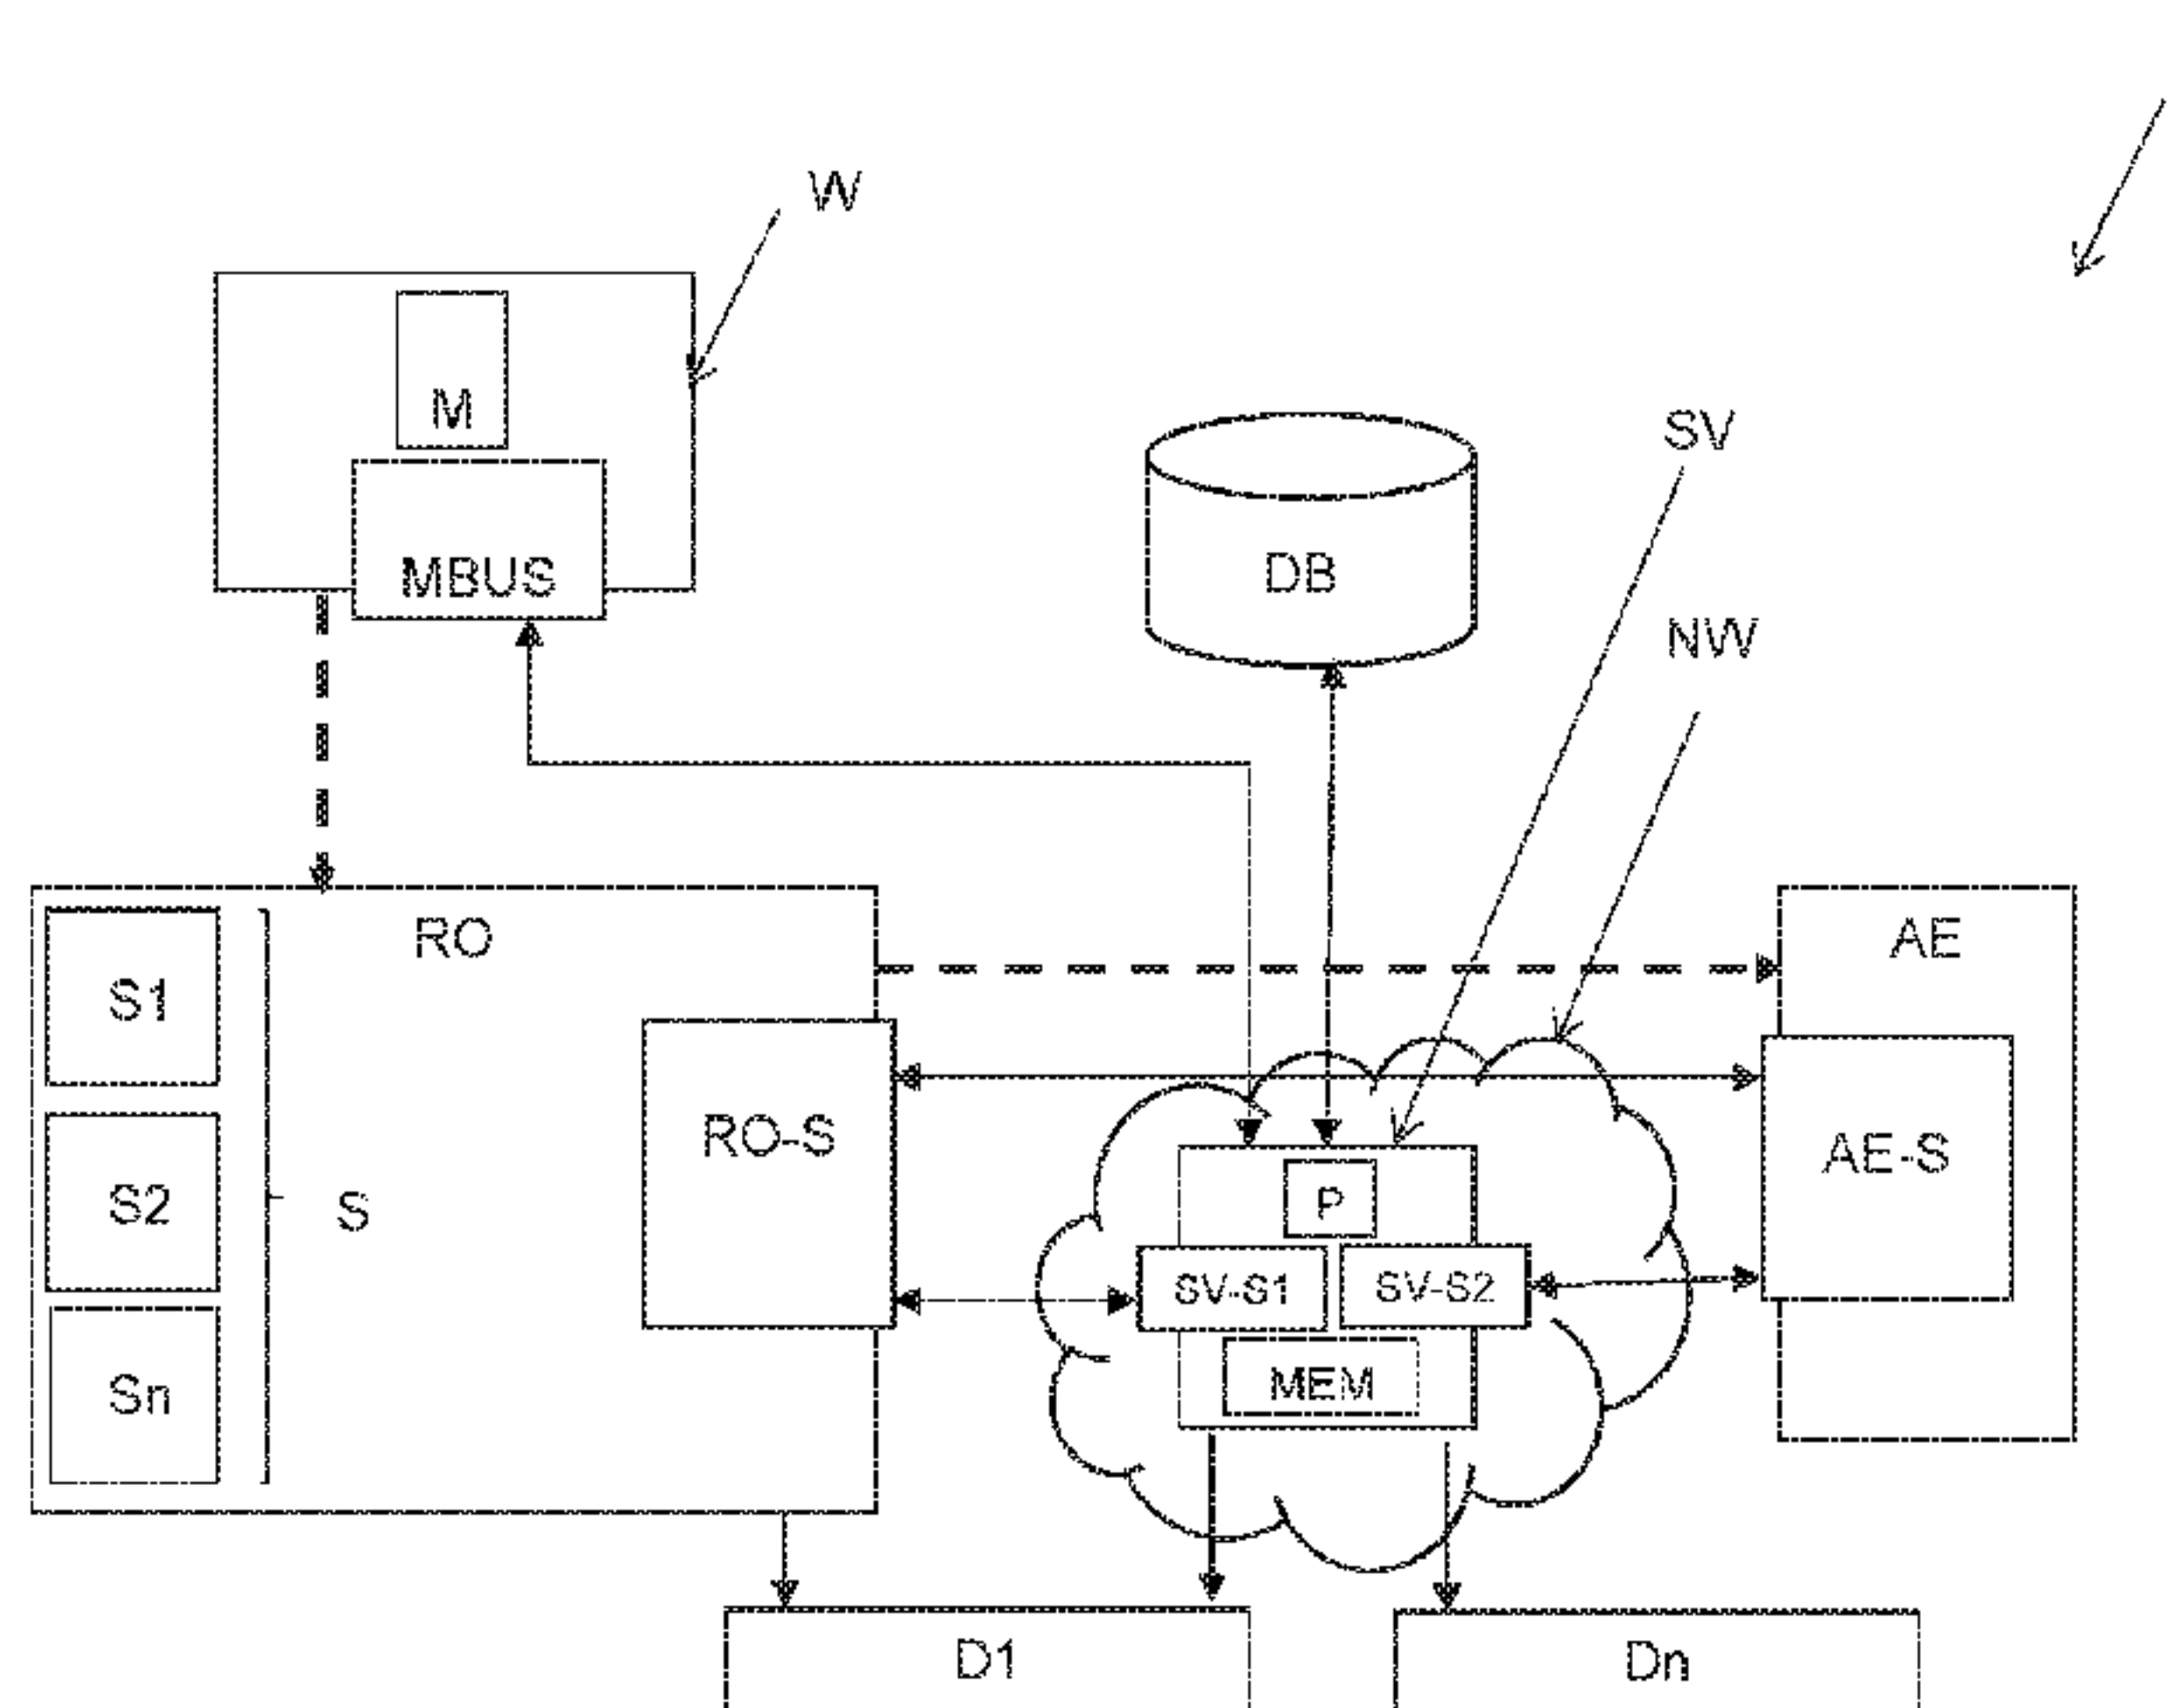 W
M
MBUS
DB
SV
NW
RO
AE
S1
RO-S
AE-S
S2
S
P
SV-S1
SV-S2
MEM
Sn
D1
Dn